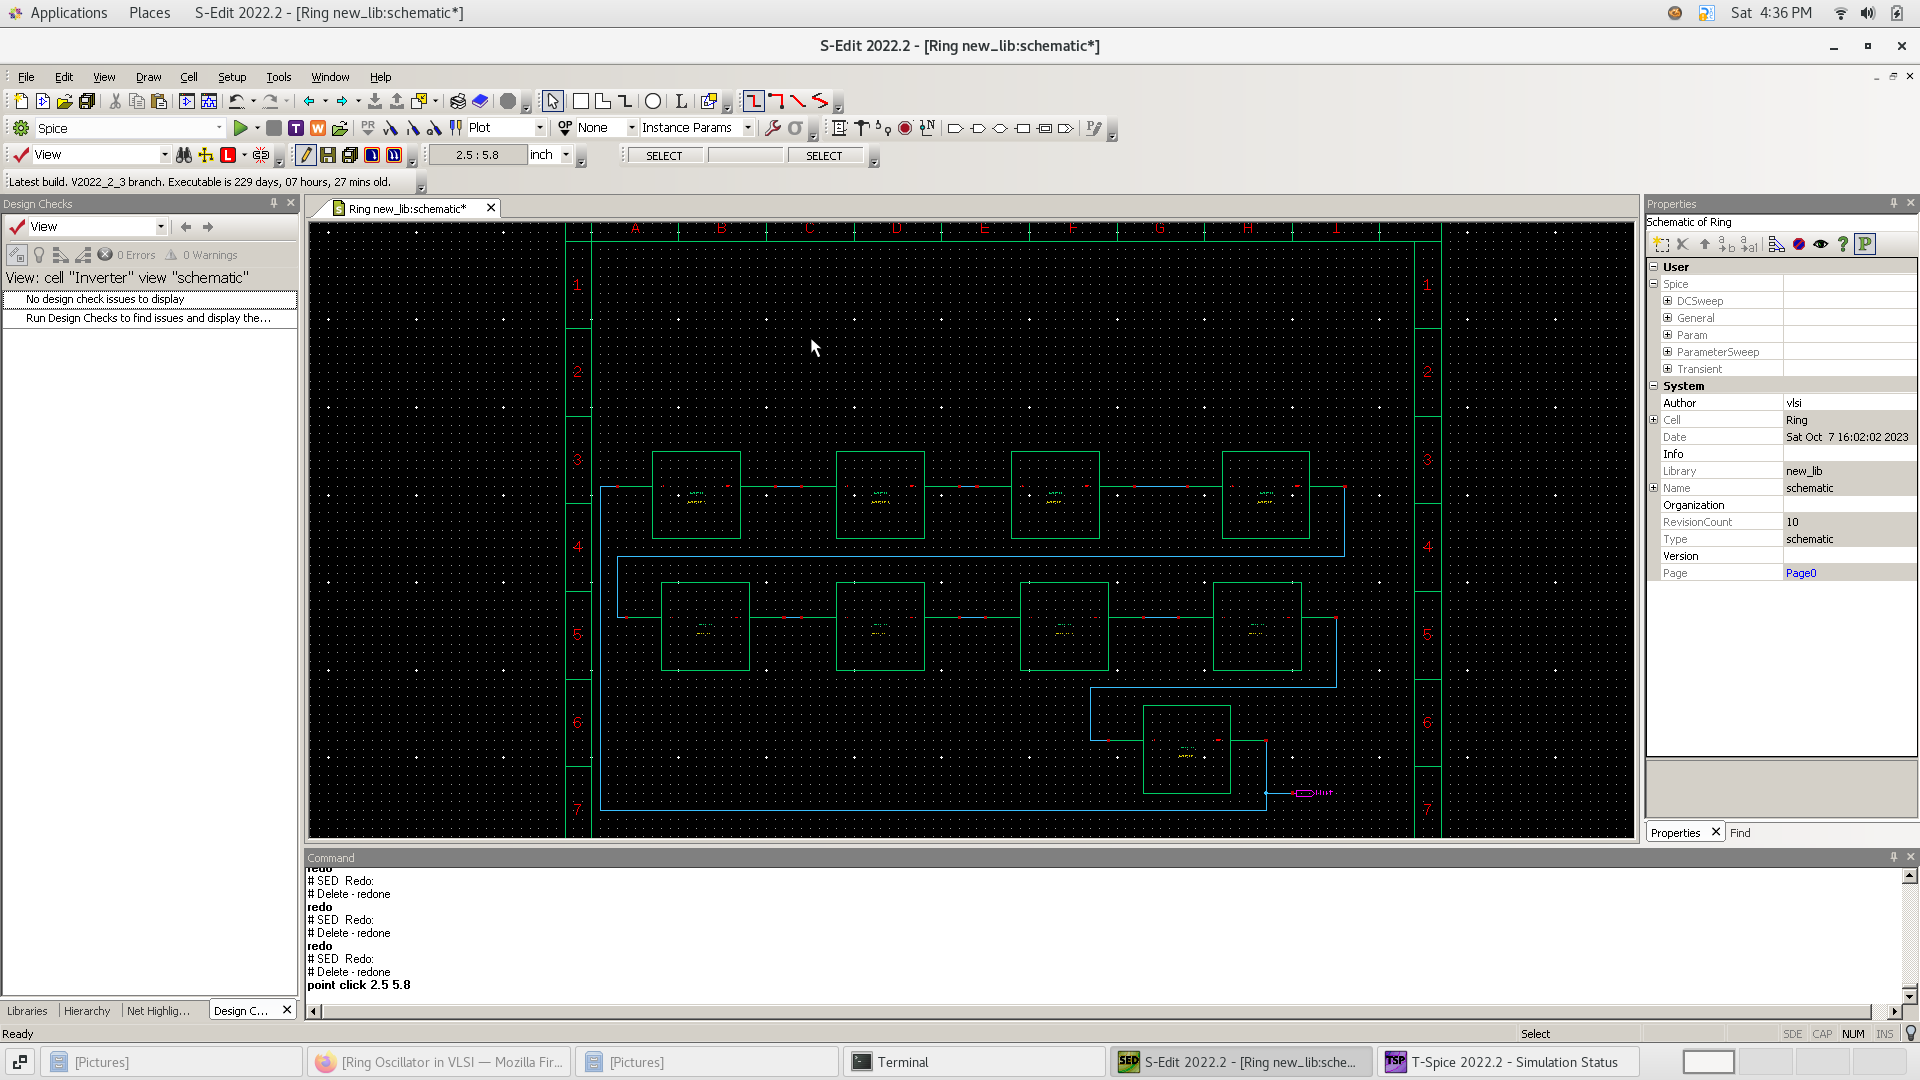 Applications Places S-Edit 2022.2 - [Ring new_lib:schematic*] Sat 4:36 PM
S-Edit 2022.2 - [Ring new_lib:schematic*]
File Edit View Draw Cell Setup Tools Window Help
Spice T W PR Plot OP None Instance Params
View L 2.5 : 5.8 inch SELECT SELECT
Latest build. V2022_2_3 branch. Executable is 229 days, 07 hours, 27 mins old.
Design Checks
View
0 Errors 0 Warnings
View: cell "Inverter" view "schematic"
No design check issues to display
Run Design Checks to find issues and display the...
Libraries Hierarchy Net Highlig... Design C...
Ring new_lib:schematic*
A B C D E F G H I
1 1
2 2
3 3
4 4
5 5
6 6
7 7
Properties
Schematic of Ring
User
Spice
DCSweep
General
Param
ParameterSweep
Transient
System
Author vlsi
Cell Ring
Date Sat Oct 7 16:02:02 2023
Info
Library new_lib
Name schematic
Organization
RevisionCount 10
Type schematic
Version
Page Page0
Properties Find
Command
redo
# SED Redo:
# Delete - redone
redo
# SED Redo:
# Delete - redone
redo
# SED Redo:
# Delete - redone
point click 2.5 5.8
Ready Select SDE CAP NUM INS
[Pictures] [Ring Oscillator in VLSI — Mozilla Fir... [Pictures] Terminal S-Edit 2022.2 - [Ring new_lib:sche... T-Spice 2022.2 - Simulation Status